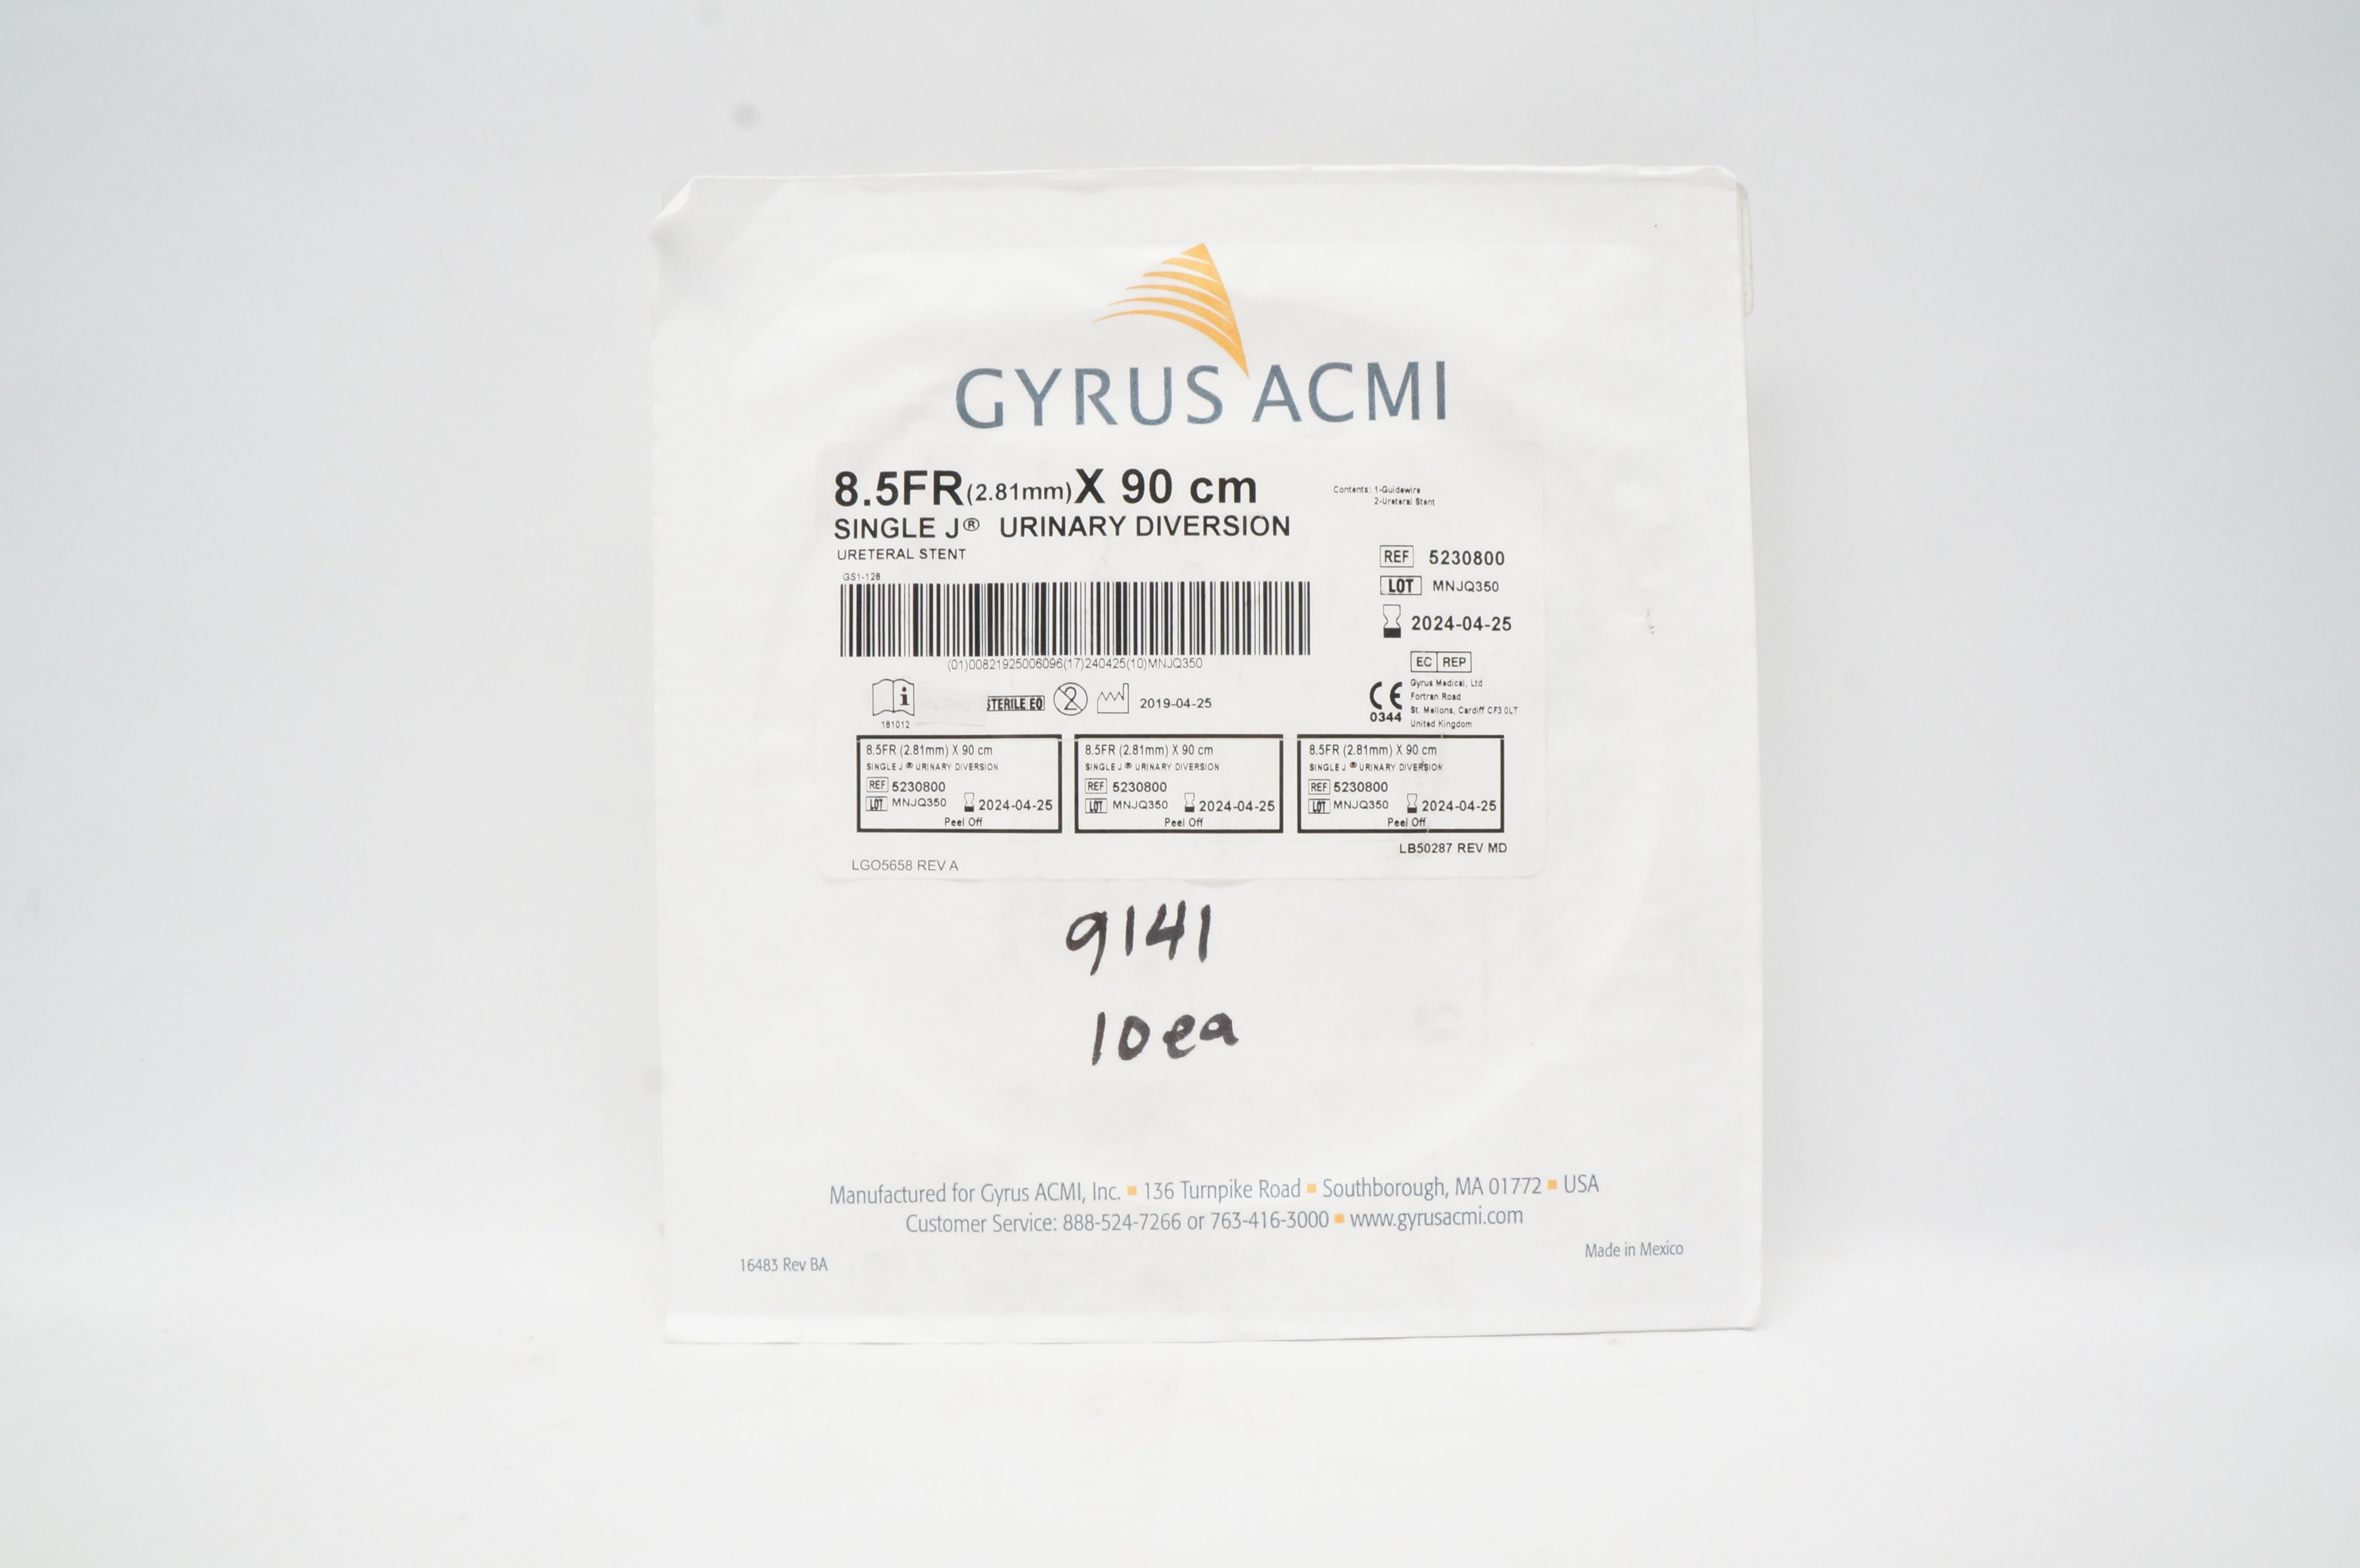 GYRUS ACMI
8.5FR(2.81mm)X 90 cm
SINGLE J® URINARY DIVERSION
URETERAL STENT
Contents: 1-Guidewire
2-Ureteral Stent
GS1-128
(01)00821925006096(17)240425(10)MNJQ350
REF 5230800
LOT MNJQ350
2024-04-25
EC REP
Gyrus Medical, Ltd
Fortran Road
St. Mellons, Cardiff CF3 0LT
United Kingdom
CE
0344
i
181012
STERILE EO
2
2019-04-25
8.5FR (2.81mm) X 90 cm
SINGLE J ® URINARY DIVERSION
REF 5230800
LOT MNJQ350 2024-04-25
Peel Off
8.5FR (2.81mm) X 90 cm
SINGLE J ® URINARY DIVERSION
REF 5230800
LOT MNJQ350 2024-04-25
Peel Off
8.5FR (2.81mm) X 90 cm
SINGLE J ® URINARY DIVERSION
REF 5230800
LOT MNJQ350 2024-04-25
Peel Off
LB50287 REV MD
LGO5658 REV A
9141
10ea
Manufactured for Gyrus ACMI, Inc. ▪ 136 Turnpike Road ▪ Southborough, MA 01772 ▪ USA
Customer Service: 888-524-7266 or 763-416-3000 ▪ www.gyrusacmi.com
16483 Rev BA
Made in Mexico